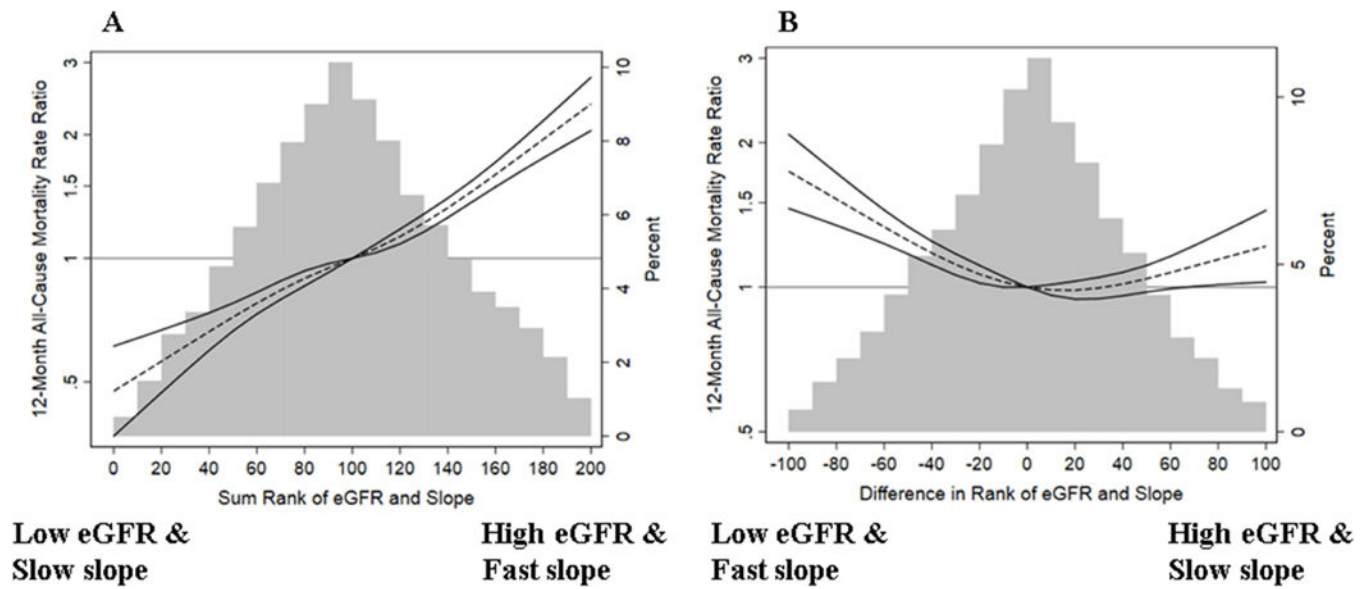 A
12-Month All-Cause Mortality Rate Ratio
3
2
1.5
1
.5
10
8
6
4
2
0
Percent
0 20 40 60 80 100 120 140 160 180 200
Sum Rank of eGFR and Slope
Low eGFR &
Slow slope
High eGFR &
Fast slope
B
12-Month All-Cause Mortality Rate Ratio
3
2
1.5
1
.5
10
5
0
Percent
-100 -80 -60 -40 -20 0 20 40 60 80 100
Difference in Rank of eGFR and Slope
Low eGFR &
Fast slope
High eGFR &
Slow slope